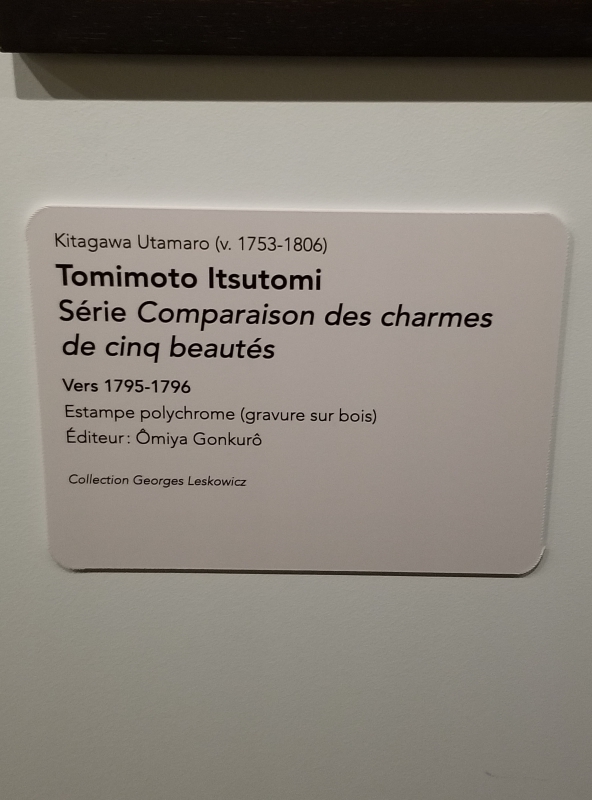 Kitagawa Utamaro (v. 1753-1806)
Tomimoto Itsutomi
Série Comparaison des charmes
de cinq beautés
Vers 1795-1796
Estampe polychrome (gravure sur bois)
Éditeur : Ômiya Gonkurô
Collection Georges Leskowicz